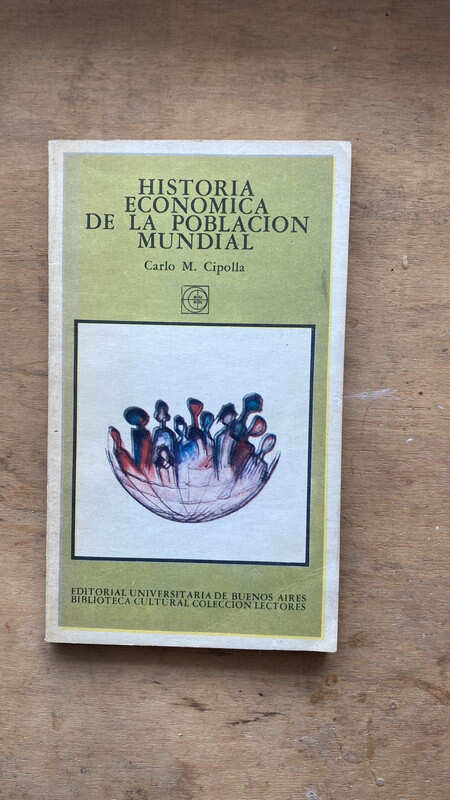 HISTORIA
ECONOMICA
DE LA POBLACION
MUNDIAL
Carlo M. Cipolla
EDITORIAL UNIVERSITARIA DE BUENOS AIRES
BIBLIOTECA CULTURAL COLECCION LECTORES